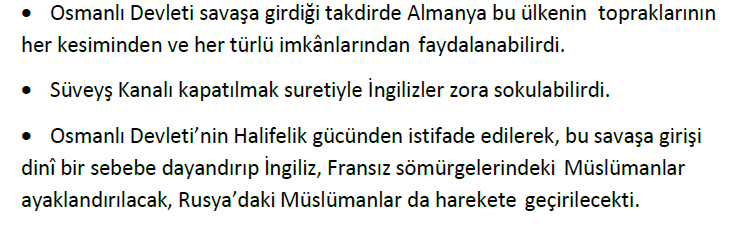 • Osmanlı Devleti savaşa girdiği takdirde Almanya bu ülkenin topraklarının
her kesiminden ve her türlü imkânlarından faydalanabilirdi.
• Süveyş Kanalı kapatılmak suretiyle İngilizler zora sokulabilirdi.
• Osmanlı Devleti’nin Halifelik gücünden istifade edilerek, bu savaşa girişi
dinî bir sebebe dayandırıp İngiliz, Fransız sömürgelerindeki Müslümanlar
ayaklandırılacak, Rusya’daki Müslümanlar da harekete geçirilecekti.